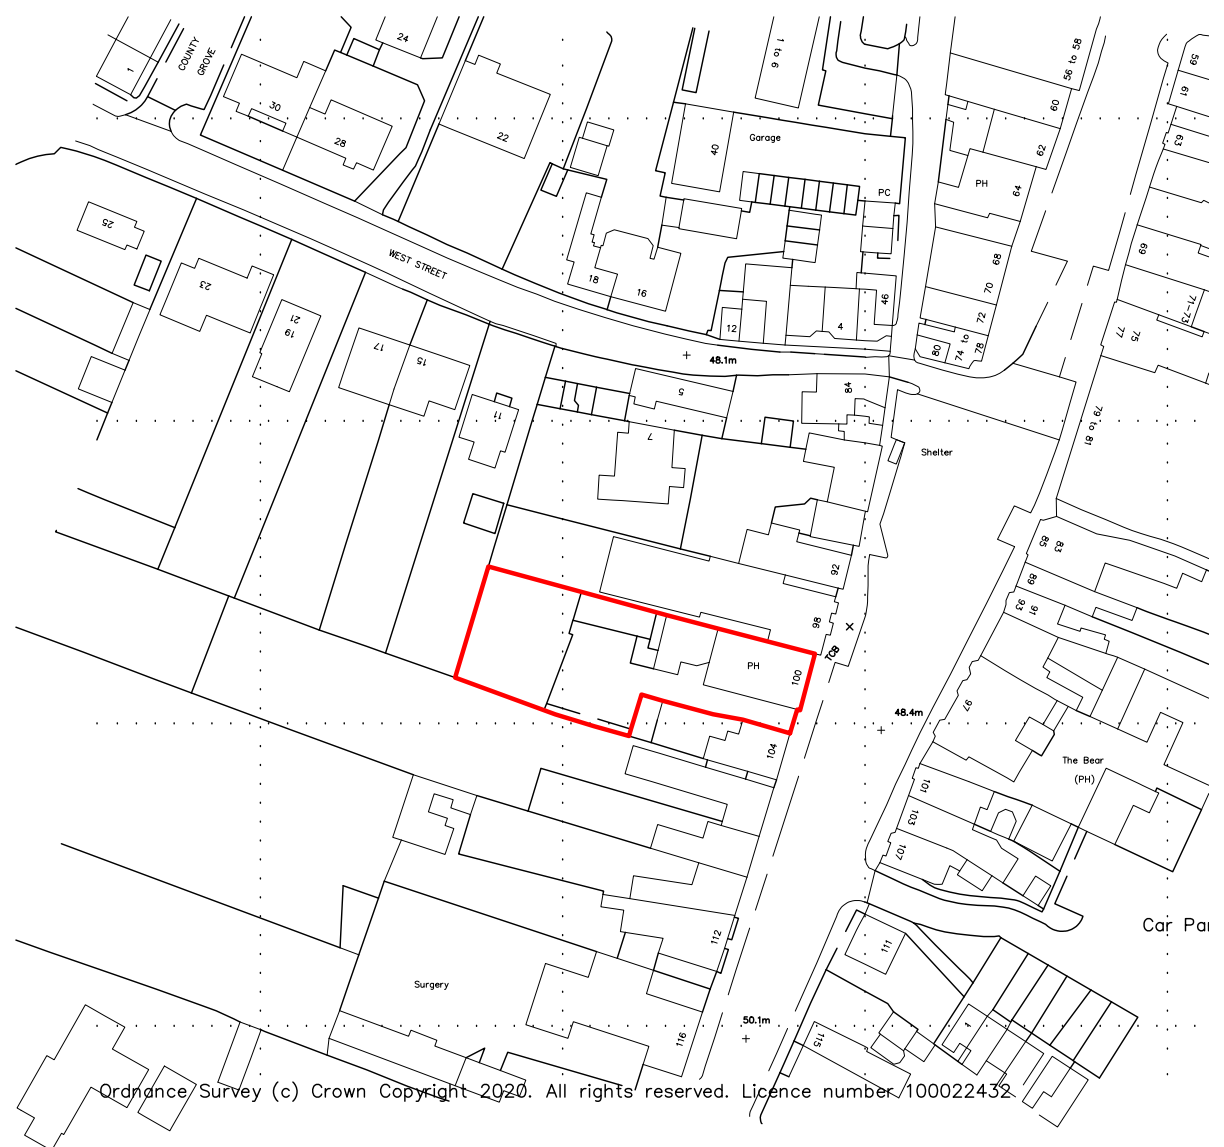 COUNTY
GROVE
1
24
30
28
22
1 to 6
56 to 58
59
61
60
63
62
40
Garage
PC
PH
64
25
23
WEST STREET
18
16
68
69
70
71-73
46
72
12
4
74 to 78
80
77
75
21
19
17
15
48.1m
5
84
11
7
79 to 81
Shelter
85
83
92
89
93
91
98
TCB
PH
100
97
48.4m
104
The Bear
(PH)
101
103
107
112
111
Car Par
Surgery
50.1m
116
115
1
Ordnance Survey (c) Crown Copyright 2020. All rights reserved. Licence number 100022432